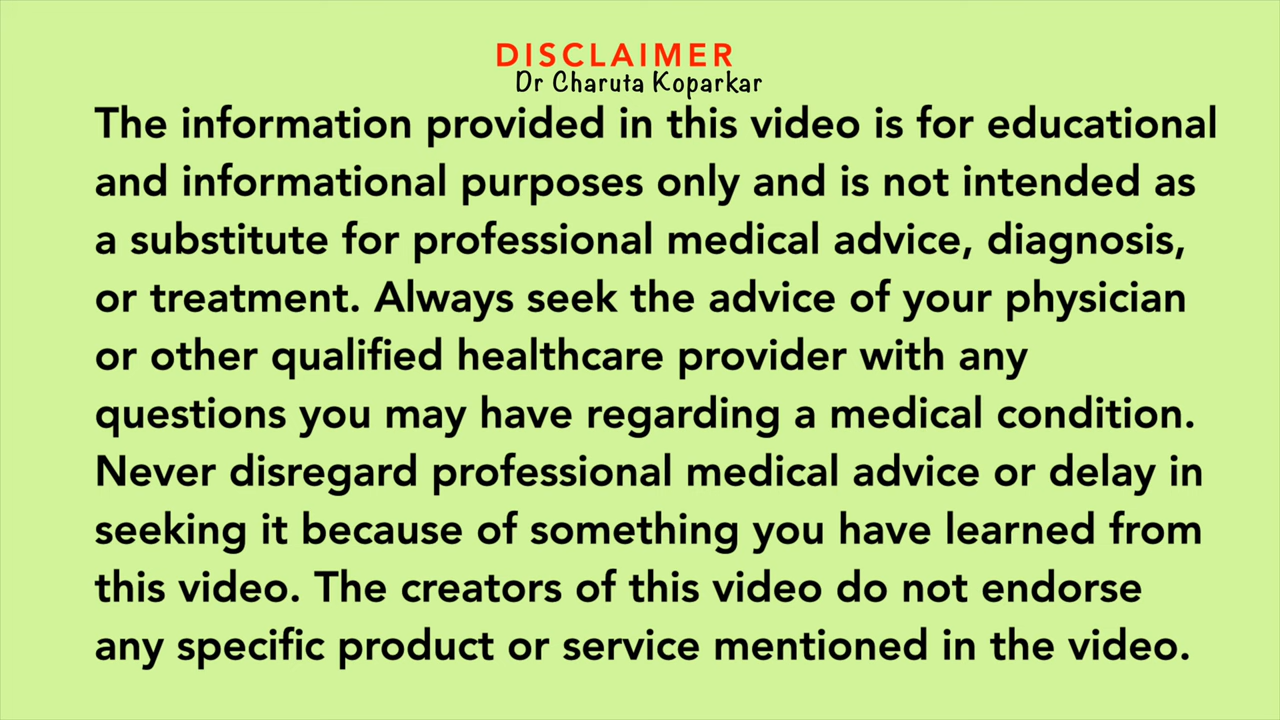 DISCLAIMER
Dr Charuta Koparkar
The information provided in this video is for educational
and informational purposes only and is not intended as
a substitute for professional medical advice, diagnosis,
or treatment. Always seek the advice of your physician
or other qualified healthcare provider with any
questions you may have regarding a medical condition.
Never disregard professional medical advice or delay in
seeking it because of something you have learned from
this video. The creators of this video do not endorse
any specific product or service mentioned in the video.